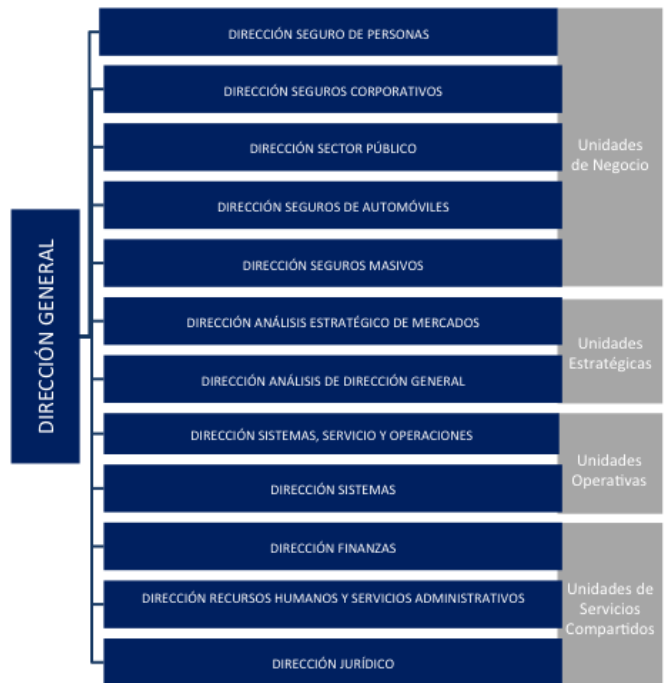 DIRECCIÓN GENERAL
DIRECCIÓN SEGURO DE PERSONAS
DIRECCIÓN SEGUROS CORPORATIVOS
DIRECCIÓN SECTOR PÚBLICO
DIRECCIÓN SEGUROS DE AUTOMÓVILES
DIRECCIÓN SEGUROS MASIVOS
Unidades
de Negocio
DIRECCIÓN ANÁLISIS ESTRATÉGICO DE MERCADOS
DIRECCIÓN ANÁLISIS DE DIRECCIÓN GENERAL
Unidades
Estratégicas
DIRECCIÓN SISTEMAS, SERVICIO Y OPERACIONES
DIRECCIÓN SISTEMAS
Unidades
Operativas
DIRECCIÓN FINANZAS
DIRECCIÓN RECURSOS HUMANOS Y SERVICIOS ADMINISTRATIVOS
DIRECCIÓN JURÍDICO
Unidades de
Servicios
Compartidos